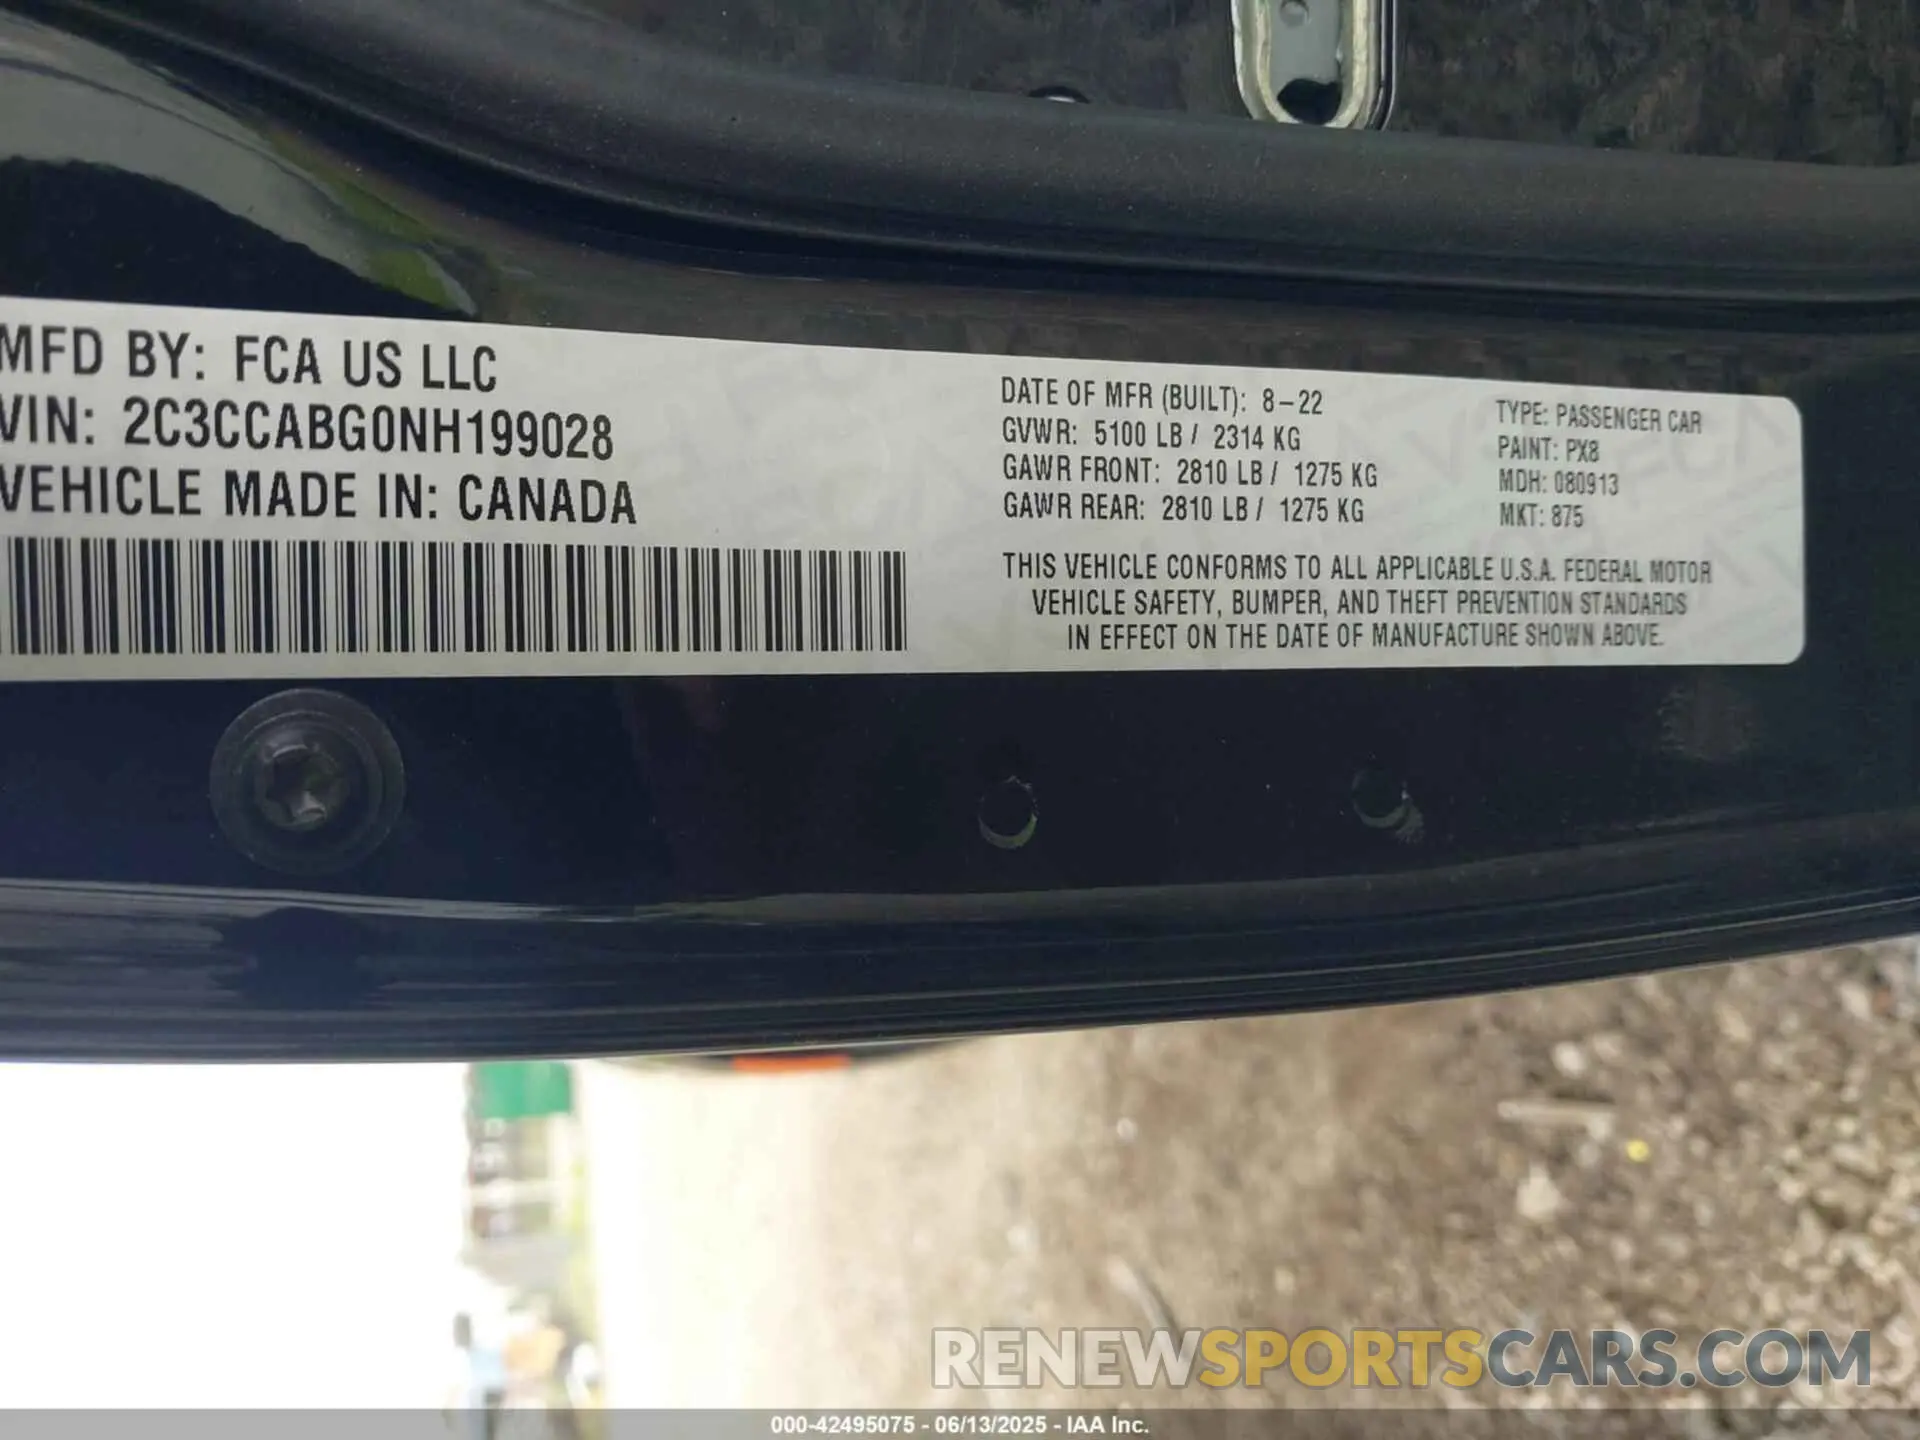 MFD BY: FCA US LLC
VIN: 2C3CCABG0NH199028
VEHICLE MADE IN: CANADA
DATE OF MFR (BUILT): 8-22
GVWR: 5100 LB / 2314 KG
GAWR FRONT: 2810 LB / 1275 KG
GAWR REAR: 2810 LB / 1275 KG
TYPE: PASSENGER CAR
PAINT: PX8
MDH: 080913
MKT: 875
THIS VEHICLE CONFORMS TO ALL APPLICABLE U.S.A. FEDERAL MOTOR
VEHICLE SAFETY, BUMPER, AND THEFT PREVENTION STANDARDS
IN EFFECT ON THE DATE OF MANUFACTURE SHOWN ABOVE.
RENEWSPORTSCARS.COM
000-42495075 - 06/13/2025 - IAA Inc.